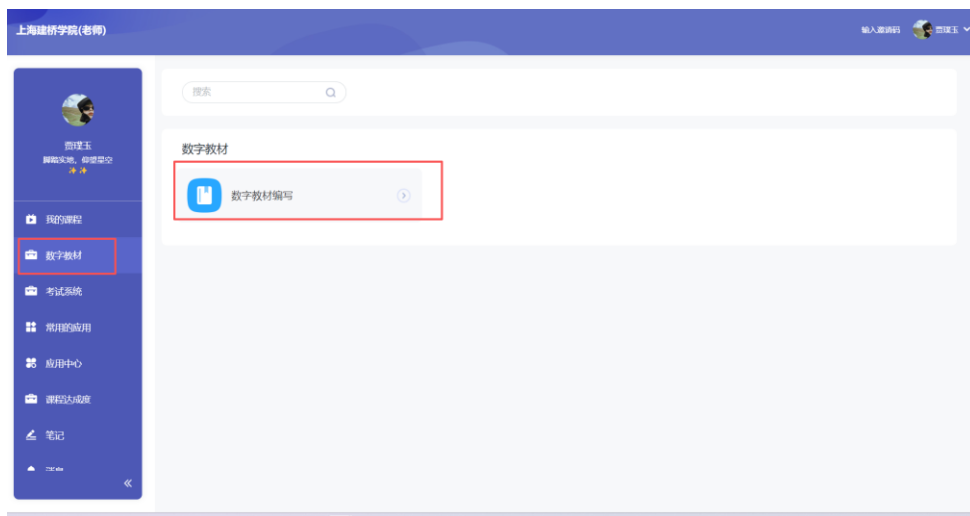 上海建桥学院(老师)
输入邀请码
贾瑾玉
搜索
贾瑾玉
脚踏实地，仰望星空
✨✨
数字教材
数字教材编写
我的课程
数字教材
考试系统
常用的应用
应用中心
课程达成度
笔记